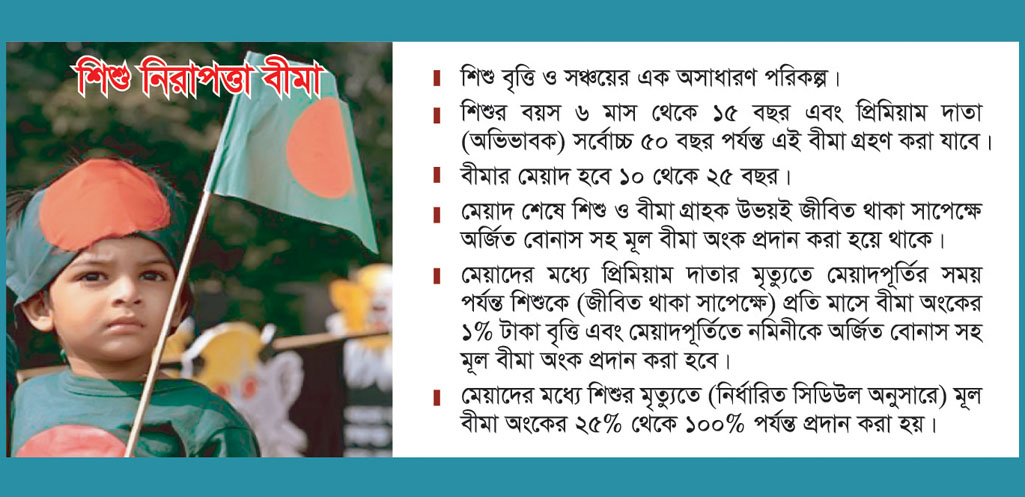 শিশু নিরাপত্তা বীমা
শিশু বৃত্তি ও সঞ্চয়ের এক অসাধারণ পরিকল্প।
শিশুর বয়স ৬ মাস থেকে ১৫ বছর এবং প্রিমিয়াম দাতা
(অভিভাবক) সর্বোচ্চ ৫০ বছর পর্যন্ত এই বীমা গ্রহণ করা যাবে।
বীমার মেয়াদ হবে ১০ থেকে ২৫ বছর।
মেয়াদ শেষে শিশু ও বীমা গ্রাহক উভয়ই জীবিত থাকা সাপেক্ষে
অর্জিত বোনাস সহ মূল বীমা অংক প্রদান করা হয়ে থাকে।
মেয়াদের মধ্যে প্রিমিয়াম দাতার মৃত্যুতে মেয়াদপূর্তির সময়
পর্যন্ত শিশুকে (জীবিত থাকা সাপেক্ষে) প্রতি মাসে বীমা অংকের
১% টাকা বৃত্তি এবং মেয়াদপূর্তিতে নমিনীকে অর্জিত বোনাস সহ
মূল বীমা অংক প্রদান করা হবে।
মেয়াদের মধ্যে শিশুর মৃত্যুতে (নির্ধারিত সিডিউল অনুসারে) মূল
বীমা অংকের ২৫% থেকে ১০০% পর্যন্ত প্রদান করা হয়।